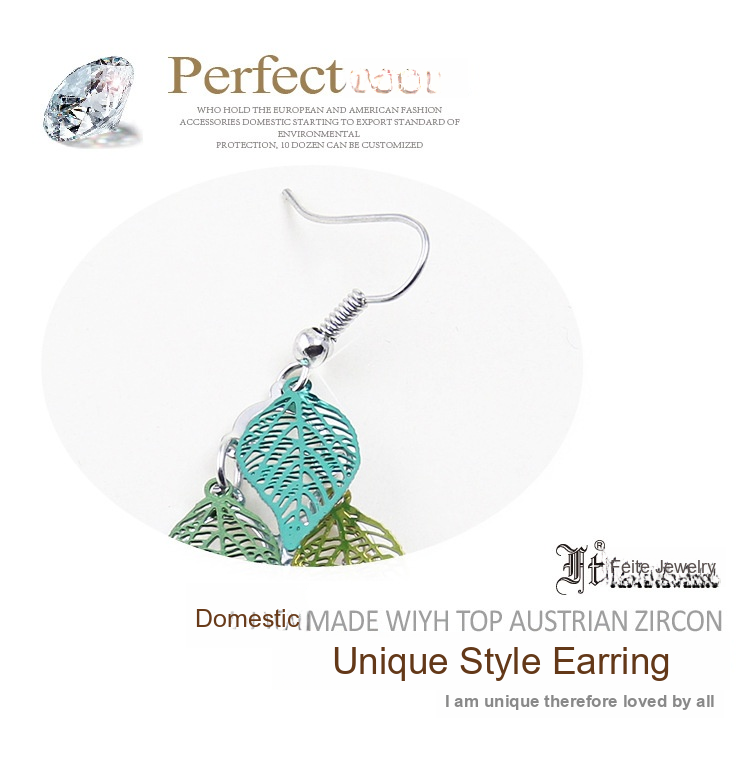 Perfect
WHO HOLD THE EUROPEAN AND AMERICAN FASHION
ACCESSORIES DOMESTIC STARTING TO EXPORT STANDARD OF
ENVIRONMENTAL
PROTECTION, 10 DOZEN CAN BE CUSTOMIZED
ft®
Feite Jewelry
Domestic MADE WIYH TOP AUSTRIAN ZIRCON
Unique Style Earring
I am unique therefore loved by all